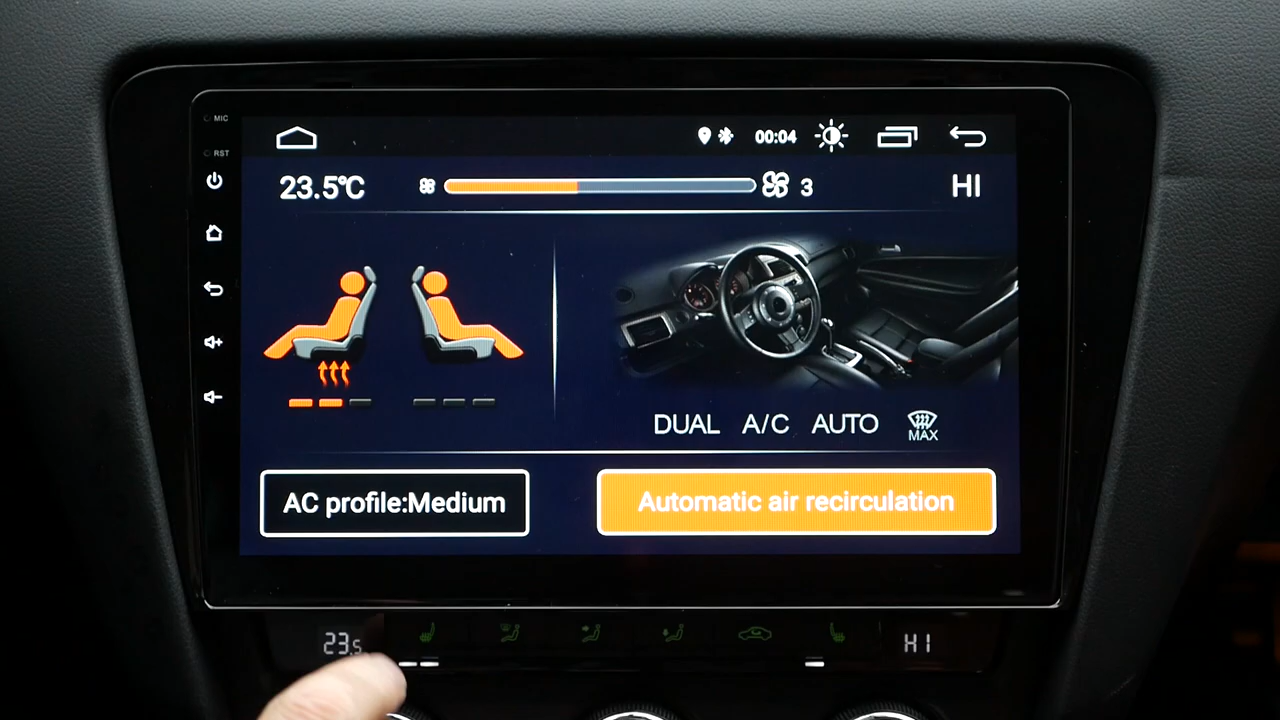 MIC
00:04
RST
23.5℃
3
HI
DUAL A/C AUTO
MAX
AC profile:Medium
Automatic air recirculation
23.5
HI